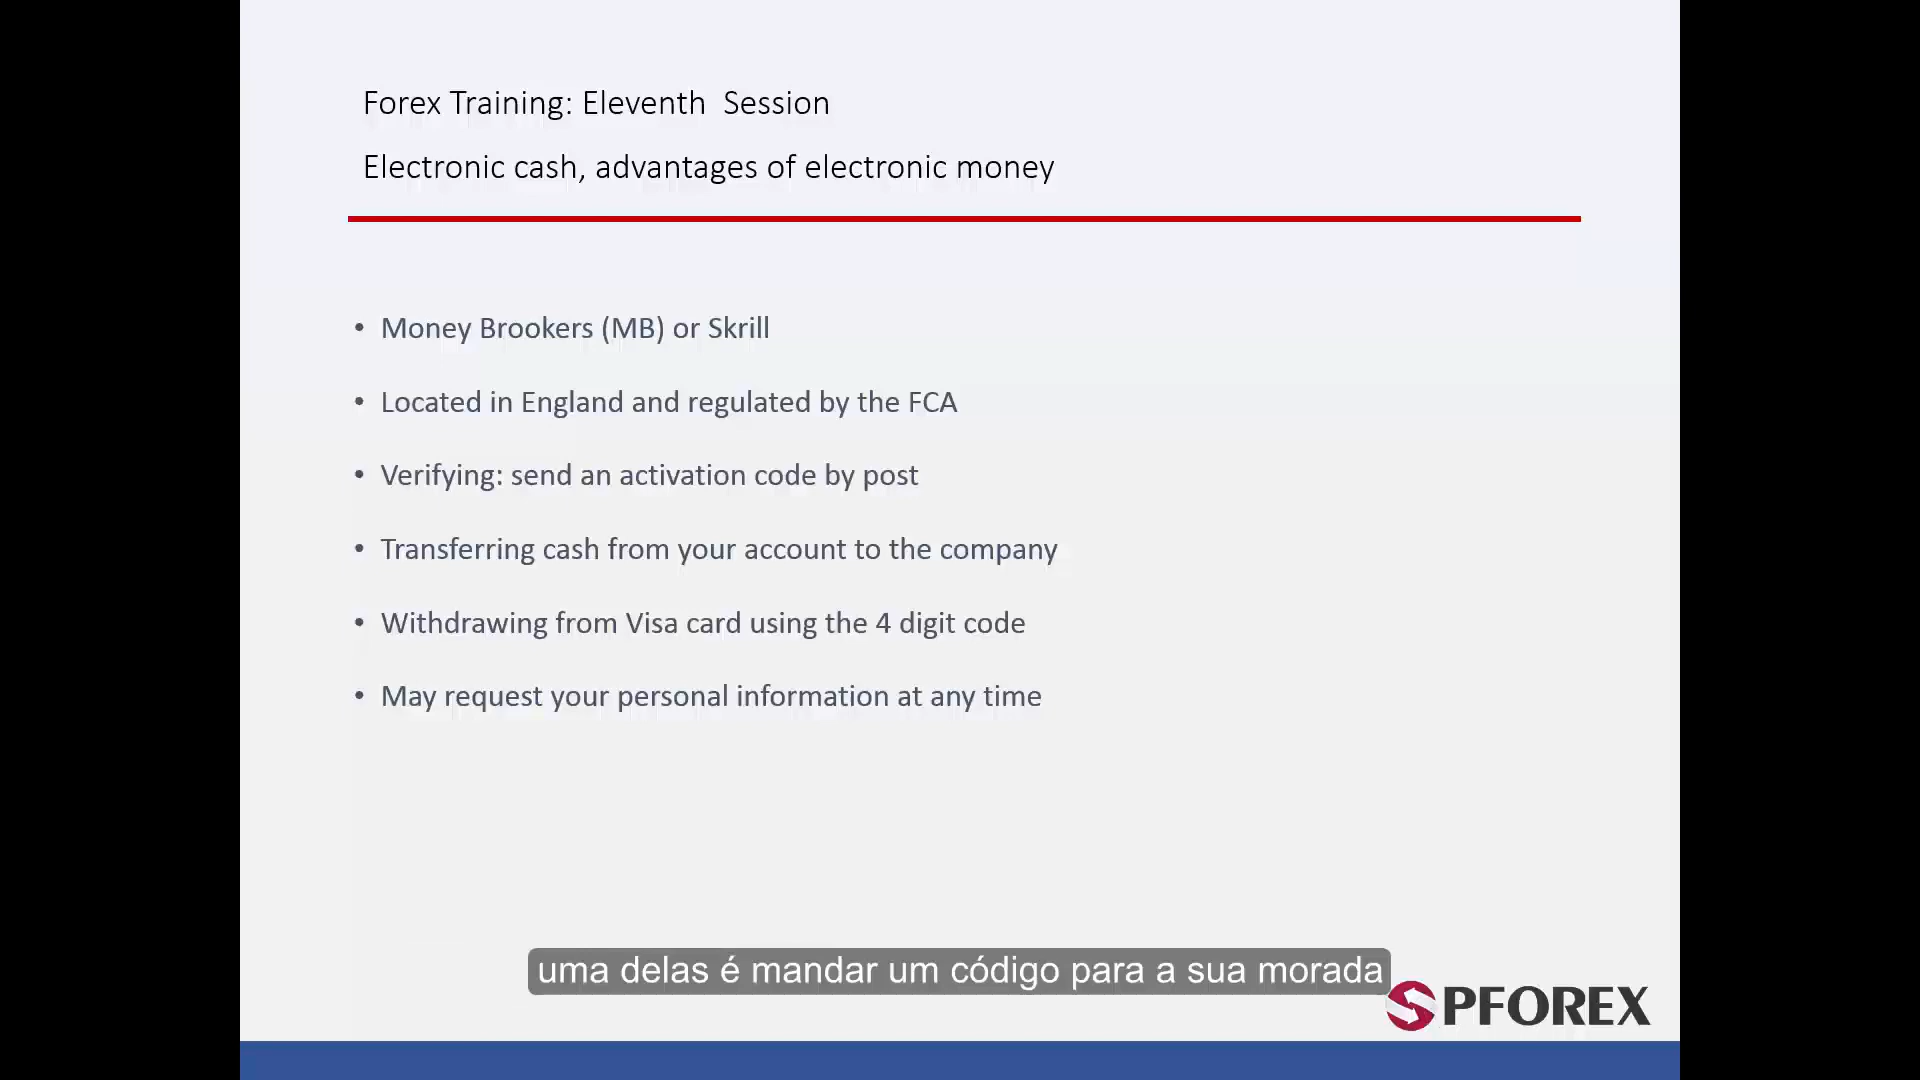 Forex Training: Eleventh Session
Electronic cash, advantages of electronic money
• Money Brookers (MB) or Skrill
• Located in England and regulated by the FCA
• Verifying: send an activation code by post
• Transferring cash from your account to the company
• Withdrawing from Visa card using the 4 digit code
• May request your personal information at any time
uma delas é mandar um código para a sua morada
SPFOREX